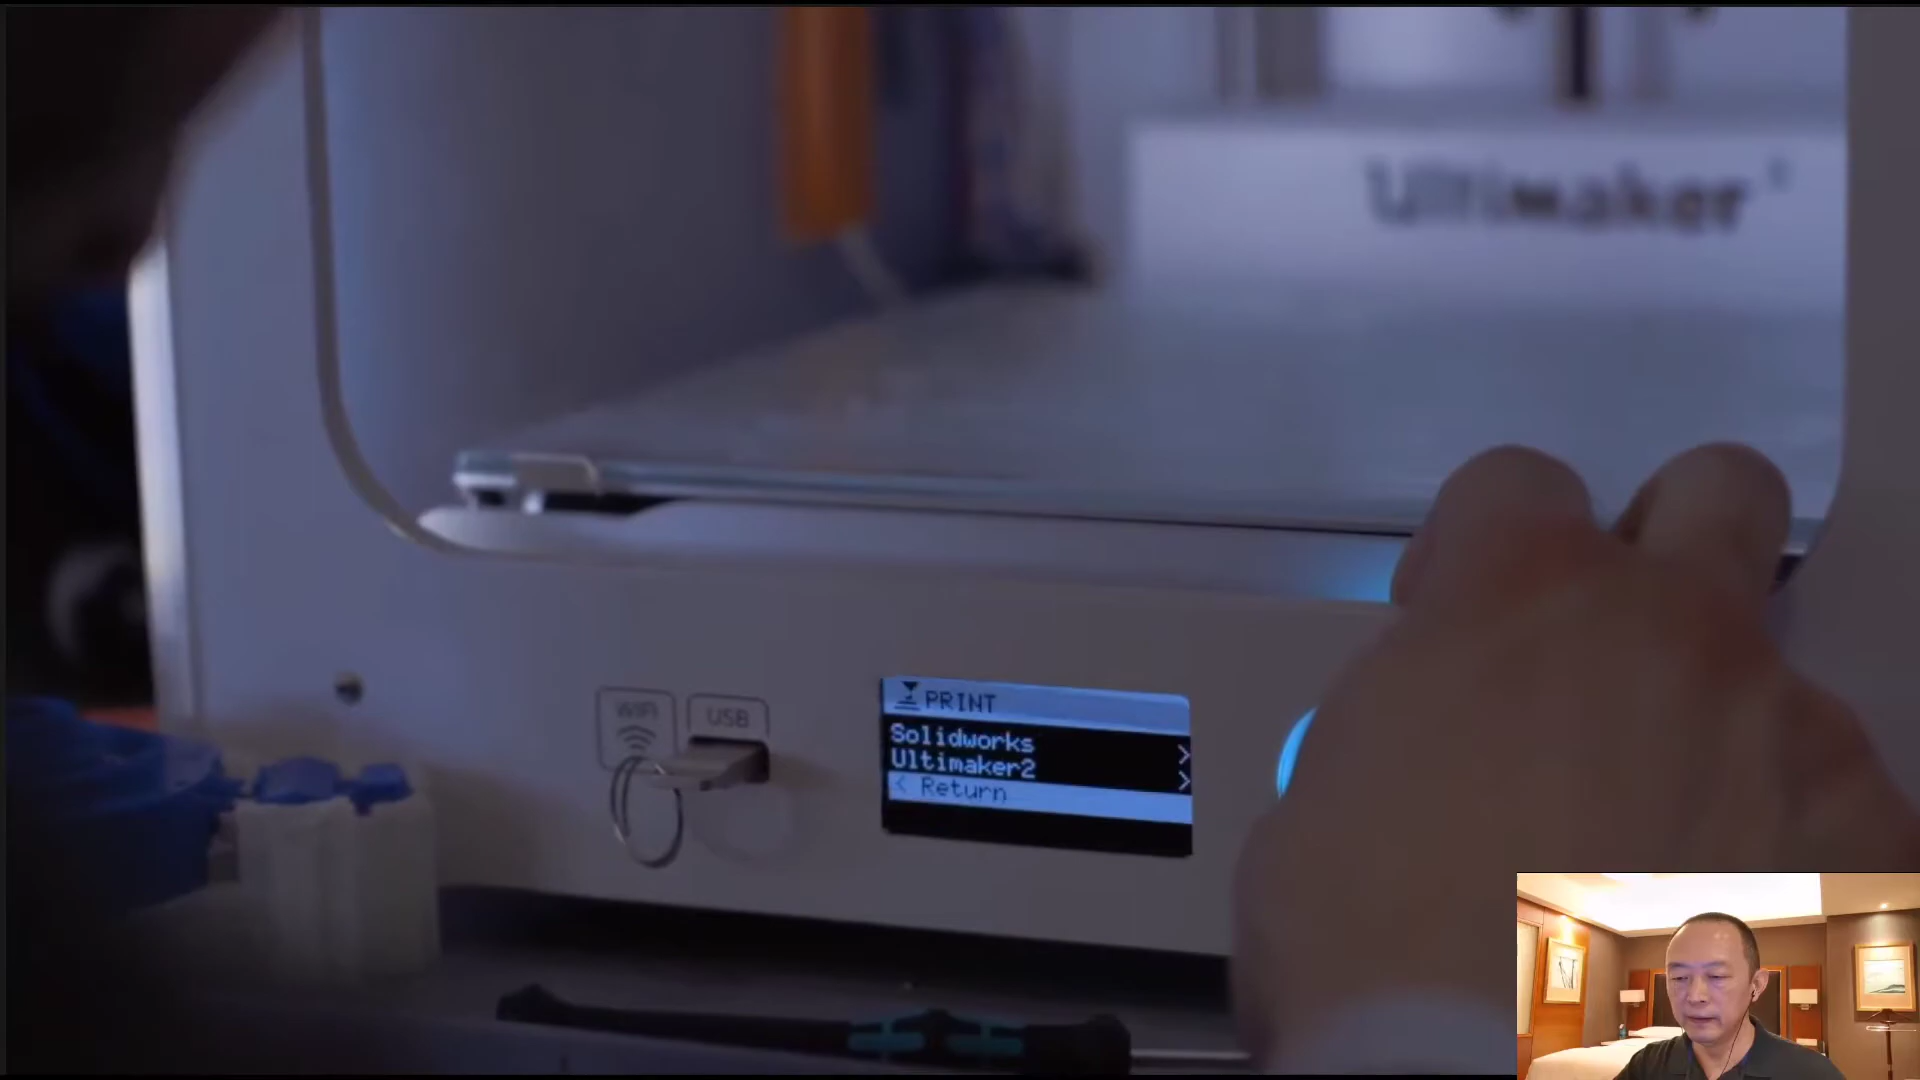 Ultimaker
WiFi
USB
PRINT
Solidworks >
Ultimaker2 >
< Return